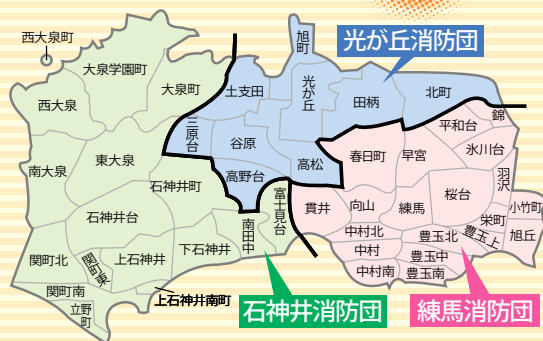 西大泉町
旭町
光が丘消防団
大泉学園町
大泉町
土支田
光が丘
田柄
北町
西大泉
三原台
谷原
春日町
早宮
平和台
錦
氷川台
南大泉
東大泉
高野台
高松
石神井町
富士見台
貫井
向山
練馬
桜台
羽沢
小竹町
石神井台
南田中
中村北
豊玉北
栄町
豊玉上
旭丘
関町北
関町東
上石神井
下石神井
中村
豊玉中
中村南
豊玉南
関町南
立野町
上石神井南町
石神井消防団
練馬消防団